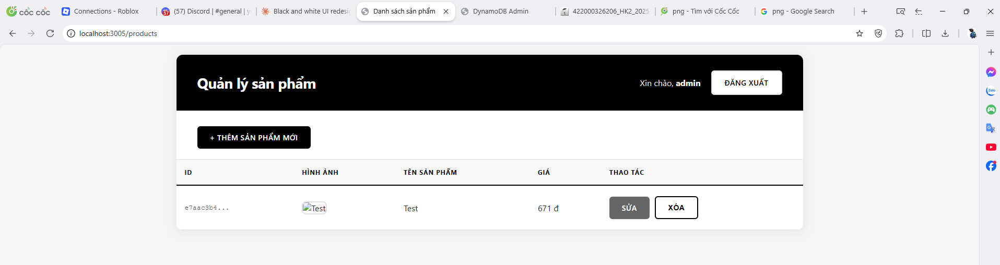 cốc cốc
Connections - Roblox
(57) Discord | #general |
Black and white UI redesig
Danh sách sản phẩm
DynamoDB Admin
422000326206_HK2_2025
png - Tìm với Cốc Cốc
png - Google Search
localhost:3005/products
Quản lý sản phẩm
Xin chào, admin
ĐĂNG XUẤT
+ THÊM SẢN PHẨM MỚI
ID HÌNH ẢNH TÊN SẢN PHẨM GIÁ THAO TÁC
e7aac3b4... Test Test 671 đ SỬA XÓA
57
Zalo